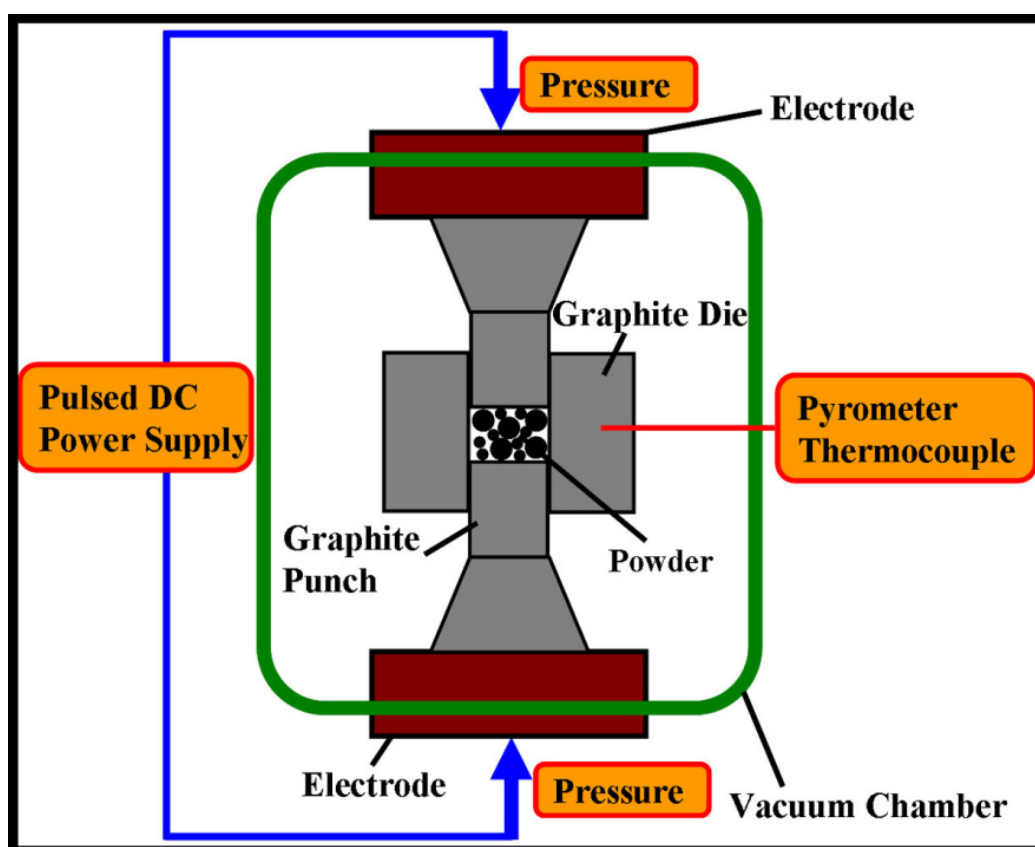 Pressure
Electrode
Graphite Die
Pulsed DC
Power Supply
Pyrometer
Thermocouple
Graphite
Punch
Powder
Electrode
Pressure
Vacuum Chamber